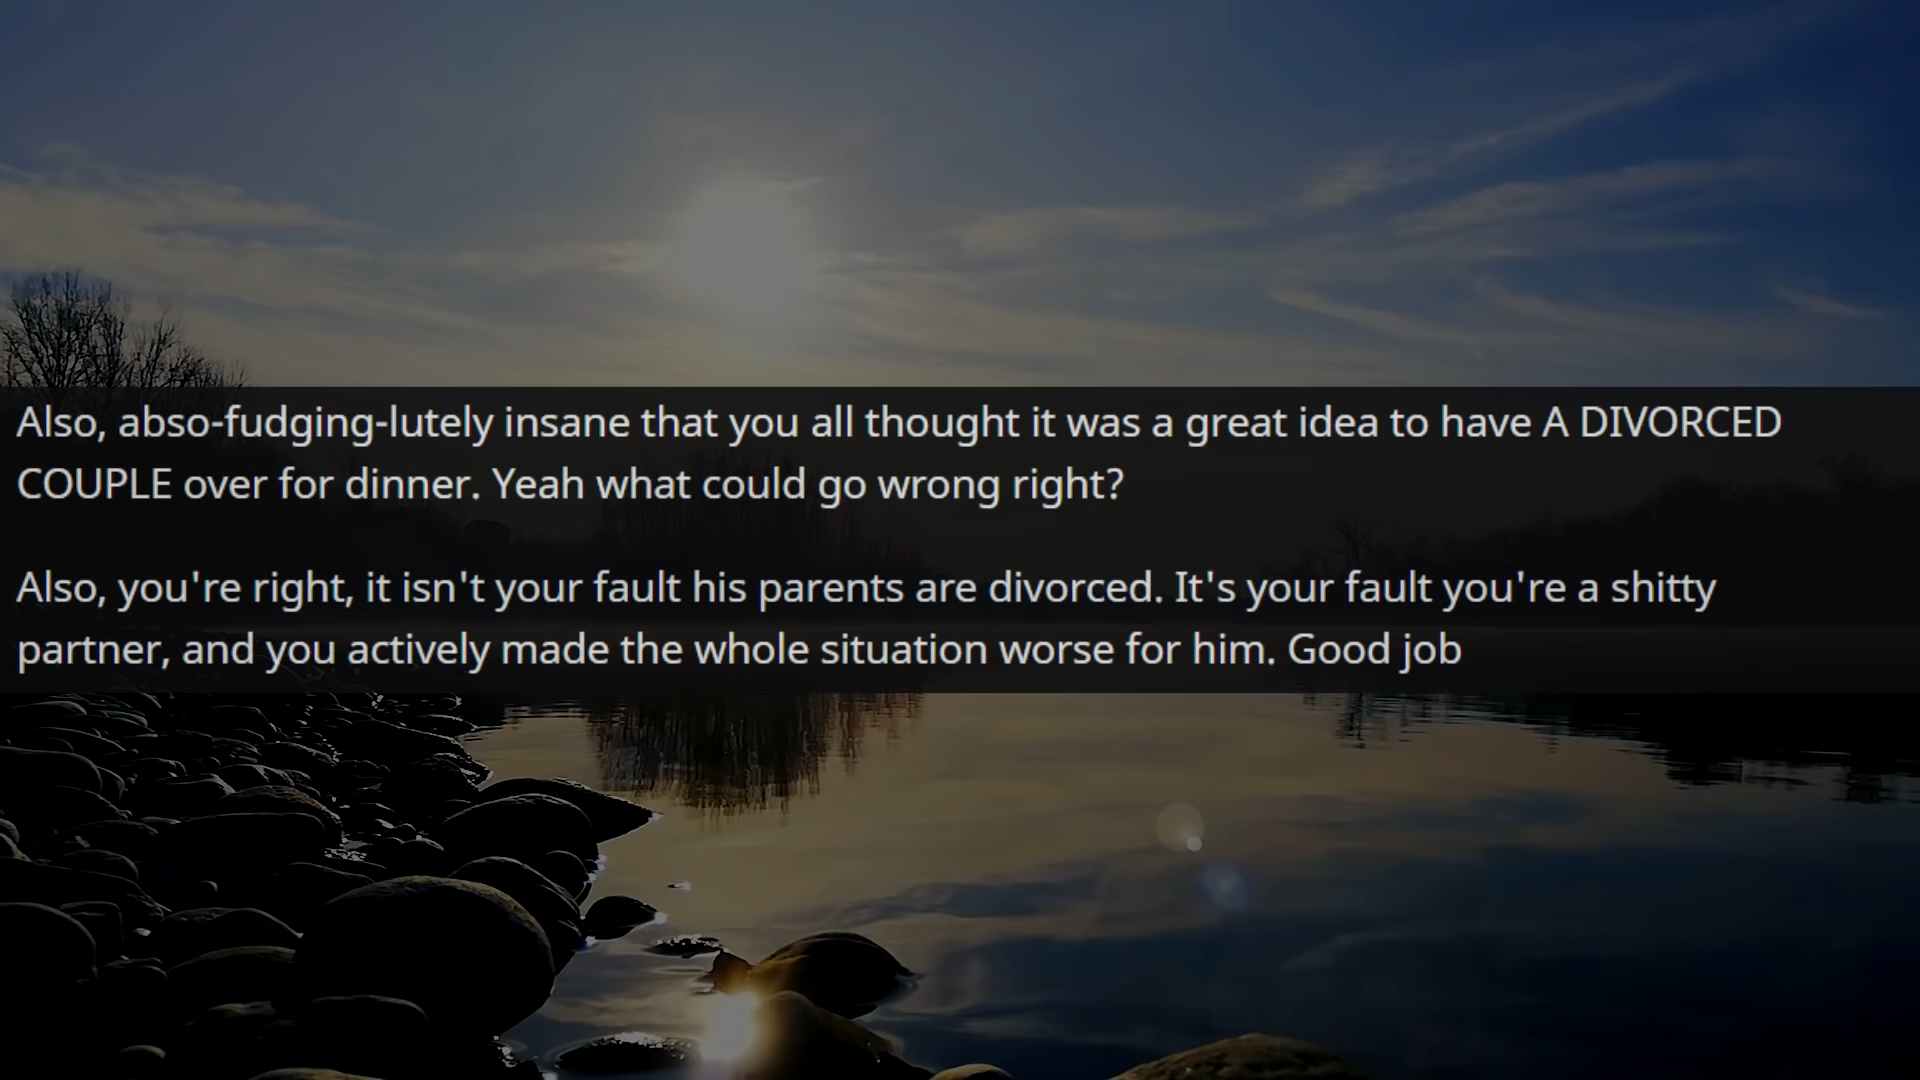 Also, abso-fudging-lutely insane that you all thought it was a great idea to have A DIVORCED
COUPLE over for dinner. Yeah what could go wrong right?
Also, you're right, it isn't your fault his parents are divorced. It's your fault you're a shitty
partner, and you actively made the whole situation worse for him. Good job